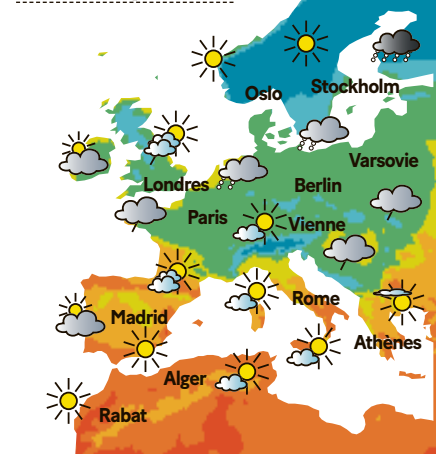 Oslo
Stockholm
Varsovie
Londres
Berlin
Paris
Vienne
Rome
Madrid
Athènes
Alger
Rabat